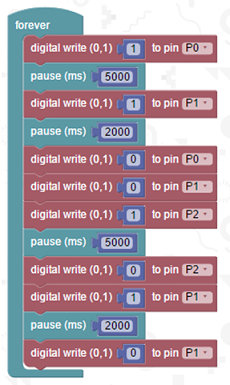 forever
digital write (0,1) 1 to pin P0
pause (ms) 5000
digital write (0,1) 1 to pin P1
pause (ms) 2000
digital write (0,1) 0 to pin P0
digital write (0,1) 0 to pin P1
digital write (0,1) 1 to pin P2
pause (ms) 5000
digital write (0,1) 0 to pin P2
digital write (0,1) 1 to pin P1
pause (ms) 2000
digital write (0,1) 0 to pin P1